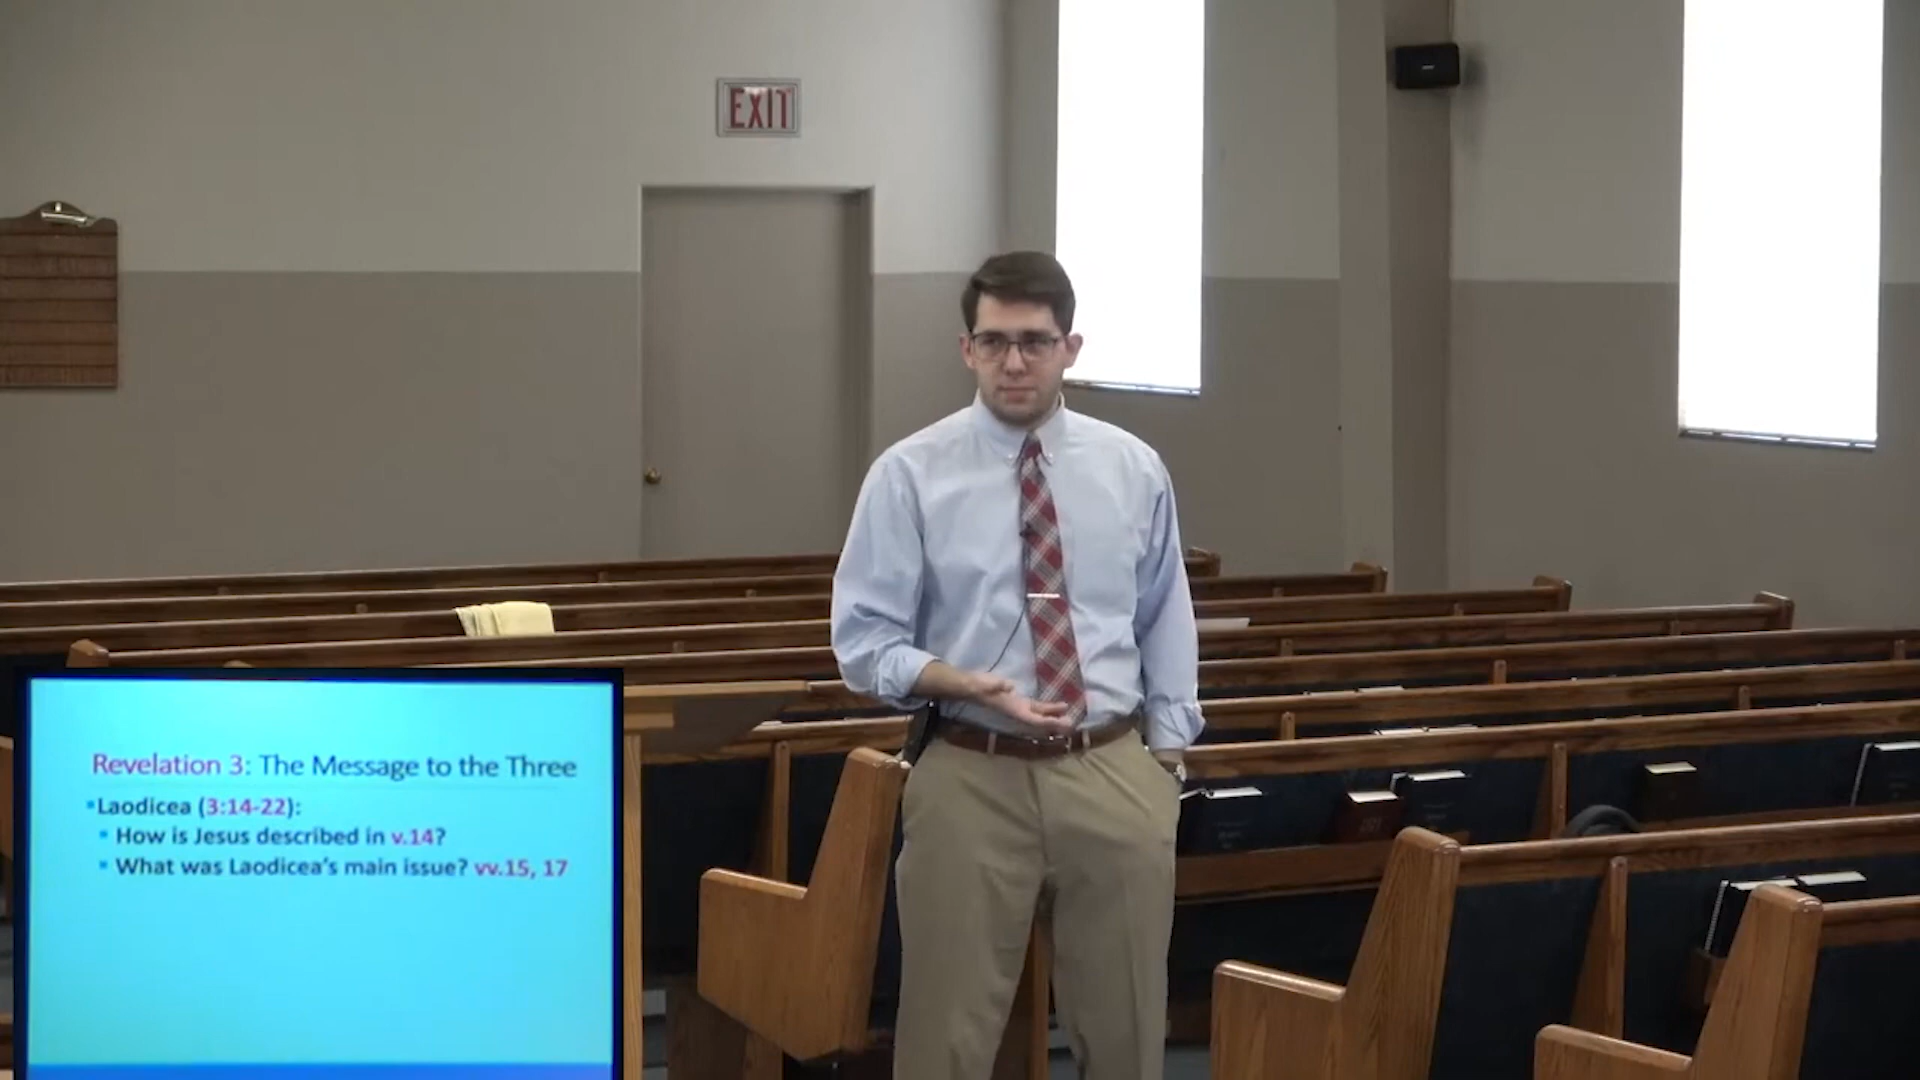 EXIT
Revelation 3: The Message to the Three
▪Laodicea (3:14-22):
▪ How is Jesus described in v.14?
▪ What was Laodicea's main issue? vv.15, 17